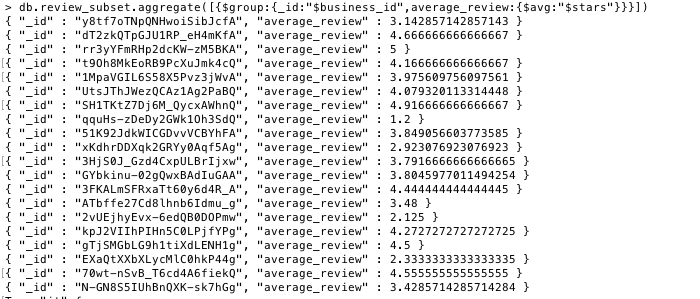 > db.review_subset.aggregate([{$group:{_id:"$business_id",average_review:{$avg:"$stars"}}}])
{ "_id" : "y8tf7oTNpQNHwoiSibJcfA", "average_review" : 3.142857142857143 }
{ "_id" : "dT2zkQTpGJU1RP_eH4mKfA", "average_review" : 4.666666666666667 }
{ "_id" : "rr3yYFmRHp2dcKW-zM5BKA", "average_review" : 5 }
{ "_id" : "t9Oh8MkEoRB9PcXuJmk4cQ", "average_review" : 4.166666666666667 }
{ "_id" : "1MpaVGIL6S58X5Pvz3jWvA", "average_review" : 3.975609756097561 }
{ "_id" : "UtsJThJWezQCAz1Ag2PaBQ", "average_review" : 4.079320113314448 }
{ "_id" : "SH1TKtZ7Dj6M_QycxAWhnQ", "average_review" : 4.916666666666667 }
{ "_id" : "qquHs-zDeDy2GWk1Oh3SdQ", "average_review" : 1.2 }
{ "_id" : "51K92JdkWICGDvvVCBYhFA", "average_review" : 3.849056603773585 }
{ "_id" : "xKdhrDDXqk2GRYy0Aqf5Ag", "average_review" : 2.923076923076923 }
{ "_id" : "3HjS0J_Gzd4CxpULBrIjxw", "average_review" : 3.7916666666666665 }
{ "_id" : "GYbkinu-02gQwxBAdIuGAA", "average_review" : 3.8045977011494254 }
{ "_id" : "3FKALmSFRxaTt60y6d4R_A", "average_review" : 4.444444444444445 }
{ "_id" : "ATbffe27Cd8lhnb6Idmu_g", "average_review" : 3.48 }
{ "_id" : "2vUEjhyEvx-6edQB0DOPmw", "average_review" : 2.125 }
{ "_id" : "kpJ2VIIhPIHn5C0LPjfYPg", "average_review" : 4.2727272727272725 }
{ "_id" : "gTjSMGbLG9h1tiXdLENH1g", "average_review" : 4.5 }
{ "_id" : "EXaQtXXbXLycMlC0hkP44g", "average_review" : 2.3333333333333335 }
{ "_id" : "70wt-nSvB_T6cd4A6fiekQ", "average_review" : 4.555555555555555 }
{ "_id" : "N-GN8S5IUhBnQXK-sk7hGg", "average_review" : 3.4285714285714284 }